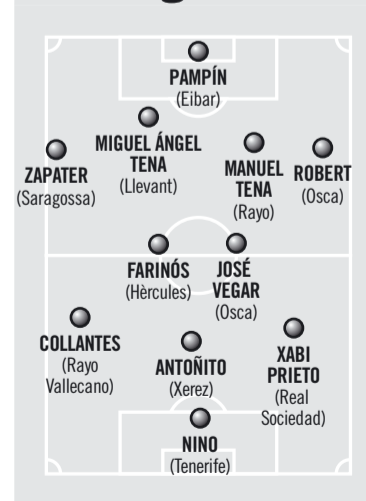 PAMPÍN
(Eibar)
MIGUEL ÁNGEL
TENA
(Llevant)
ZAPATER
(Saragossa)
MANUEL
TENA
(Rayo)
ROBERT
(Osca)
FARINÓS
(Hèrcules)
JOSÉ
VEGAR
(Osca)
COLLANTES
(Rayo
Vallecano)
ANTOÑITO
(Xerez)
XABI
PRIETO
(Real
Sociedad)
NINO
(Tenerife)